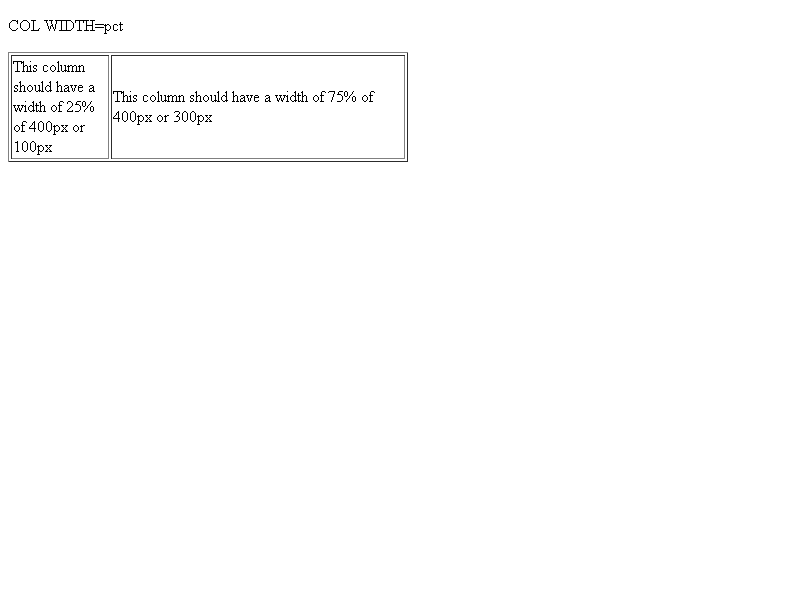 COL WIDTH=pct
This column
should have a
width of 25%
of 400px or
100px
This column should have a width of 75% of
400px or 300px